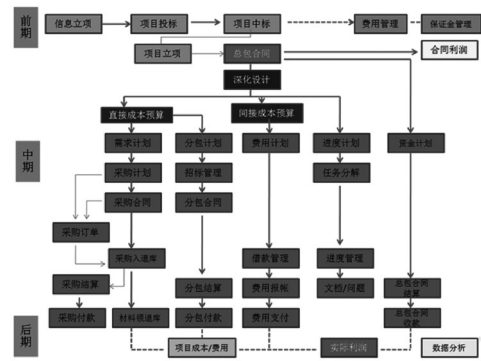 前期
信息立项
项目投标
项目中标
费用管理
保证金管理
项目立项
总包合同
合同利润
深化设计
直接成本预算
间接成本预算
中期
需求计划
分包计划
费用计划
进度计划
资金计划
采购计划
招标管理
任务分解
采购合同
分包合同
采购订单
采购入退库
借款管理
进度管理
采购结算
分包结算
费用报帐
文档/问题
总包合同
结算
后期
采购付款
材料领退库
分包付款
费用支付
总包合同
收款
项目成本/费用
实际利润
数据分析